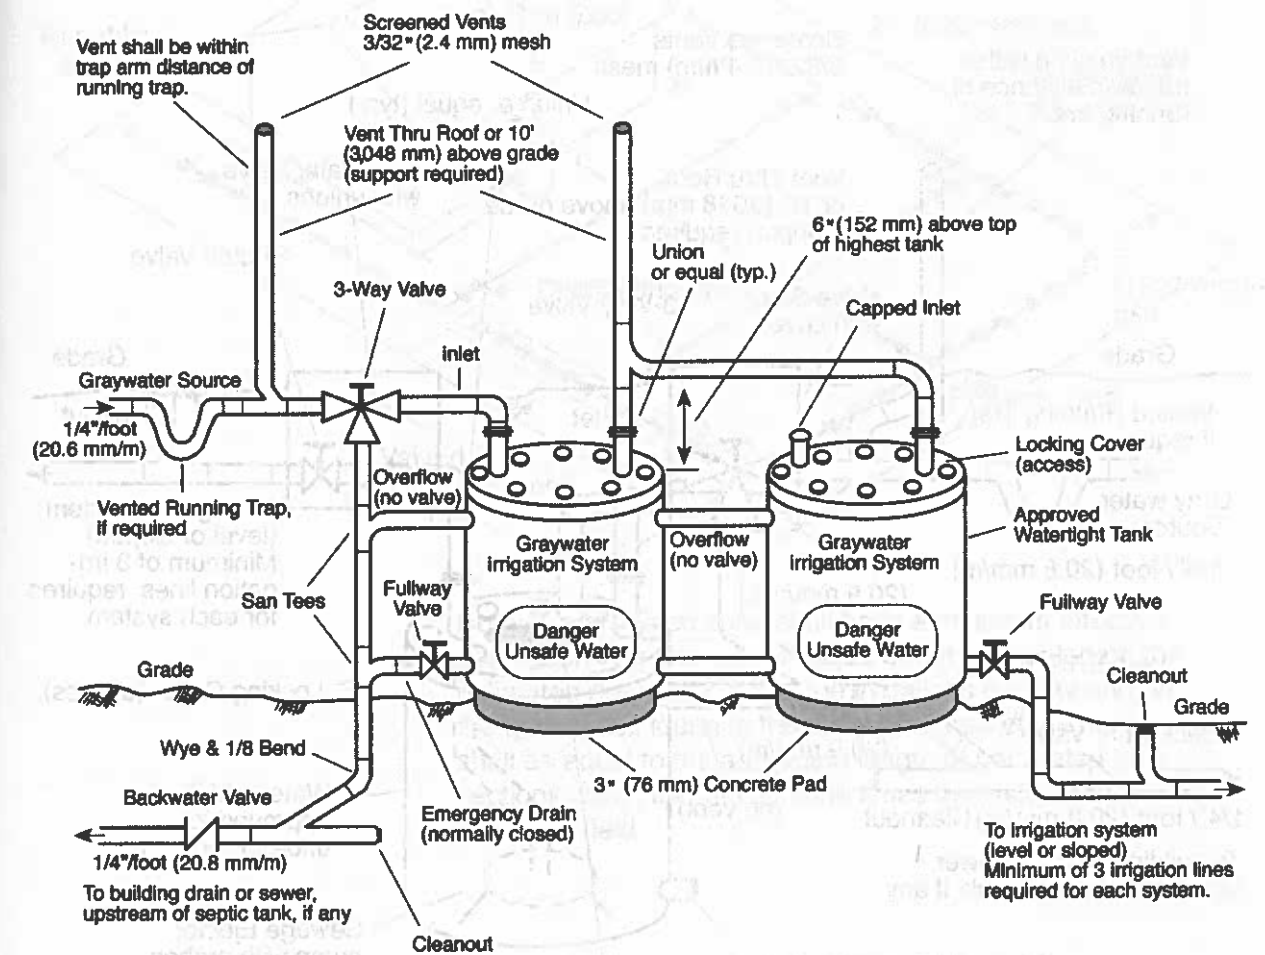 Screened Vents
3/32" (2.4 mm) mesh
Vent shall be within
trap arm distance of
running trap.
Vent Thru Roof or 10'
(3,048 mm) above grade
(support required)
6" (152 mm) above top
of highest tank
Union
or equal (typ.)
3-Way Valve
Capped Inlet
inlet
Graywater Source
1/4"/foot
(20.6 mm/m)
Overflow
(no valve)
Locking Cover
(access)
Vented Running Trap,
if required
Approved
Watertight Tank
Graywater
irrigation System
Overflow
(no valve)
Graywater
irrigation System
San Tees
Fullway
Valve
Fullway Valve
Danger
Unsafe Water
Danger
Unsafe Water
Grade
Cleanout
Grade
Wye & 1/8 Bend
3" (76 mm) Concrete Pad
Backwater Valve
Emergency Drain
(normally closed)
1/4"/foot (20.8 mm/m)
To building drain or sewer,
upstream of septic tank, if any
To irrigation system
(level or sloped)
Minimum of 3 irrigation lines
required for each system.
Cleanout